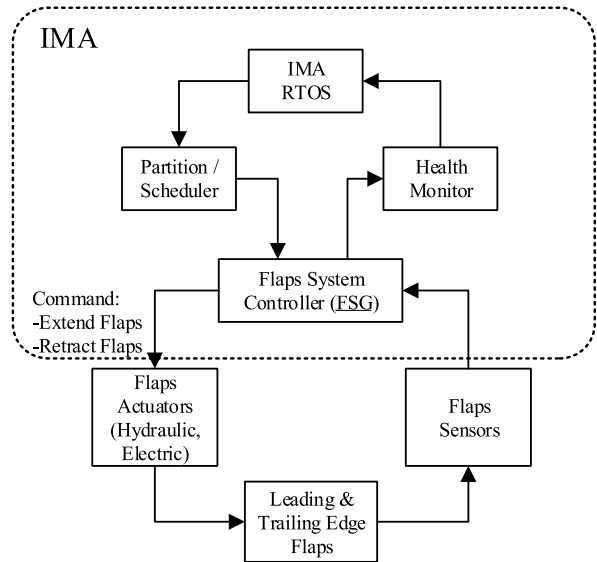 IMA
IMA
RTOS
Partition /
Scheduler
Health
Monitor
Flaps System
Controller (FSG)
Command:
-Extend Flaps
-Retract Flaps
Flaps
Actuators
(Hydraulic,
Electric)
Flaps
Sensors
Leading &
Trailing Edge
Flaps